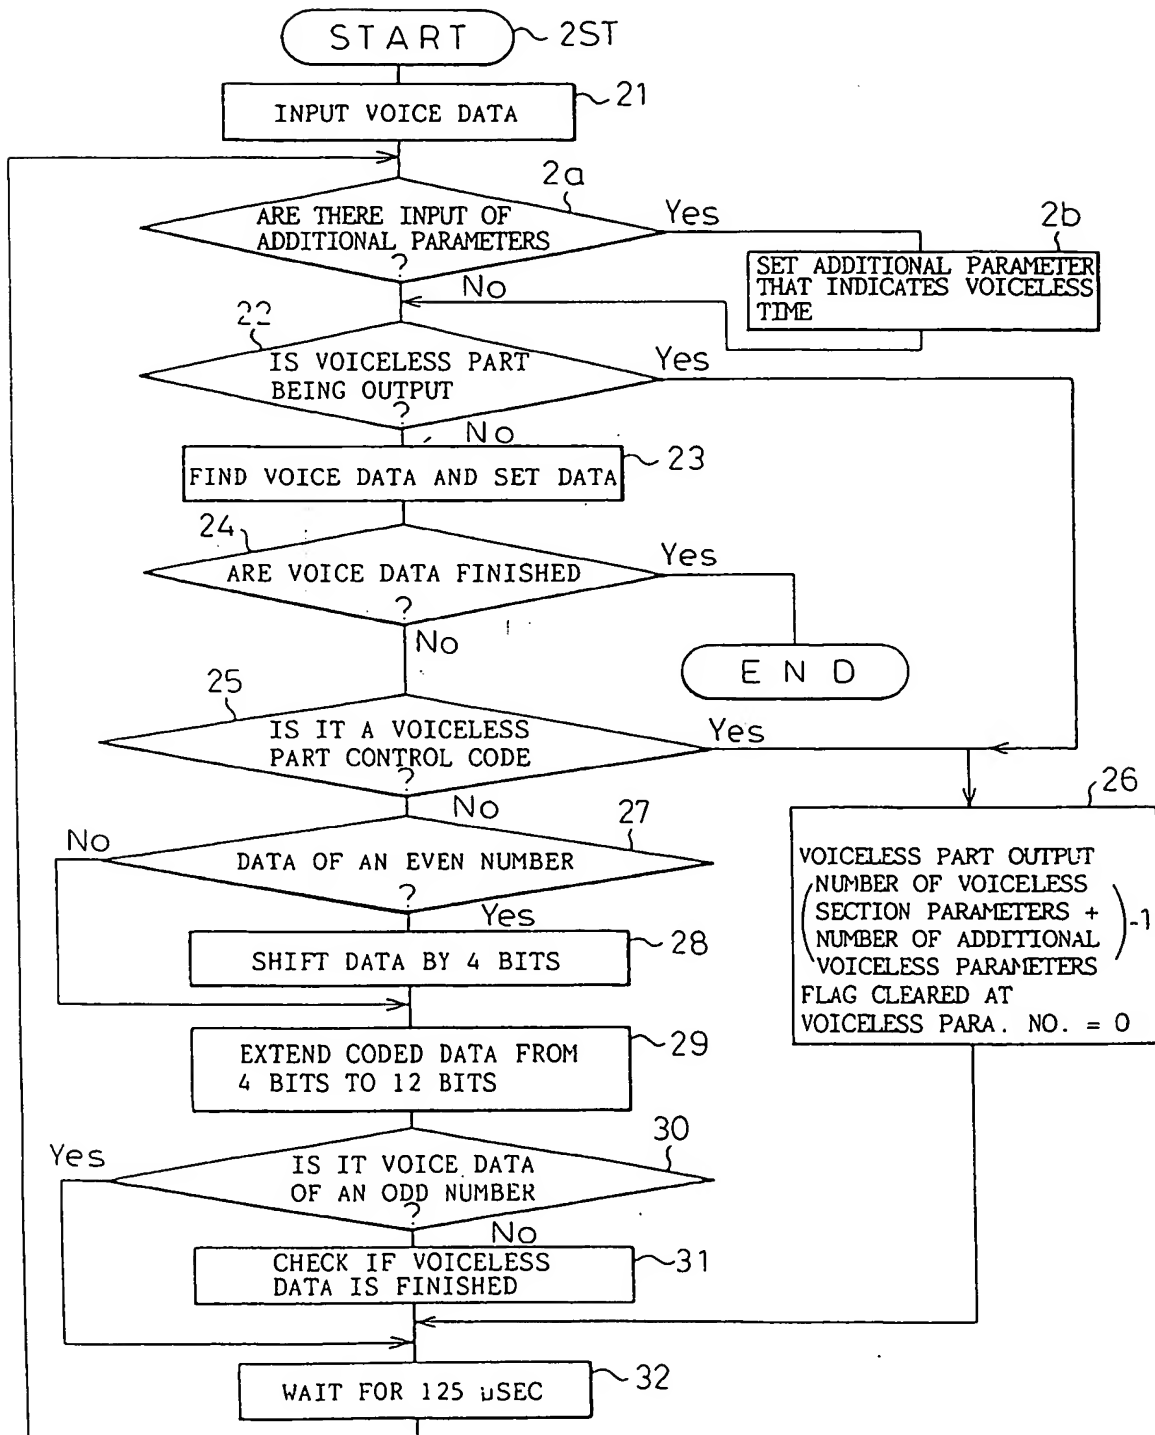 START
2ST
INPUT VOICE DATA
21
ARE THERE INPUT OF
ADDITIONAL PARAMETERS
?
2a
Yes
No
2b
SET ADDITIONAL PARAMETER
THAT INDICATES VOICELESS
TIME
22
IS VOICELESS PART
BEING OUTPUT
?
Yes
No
FIND VOICE DATA AND SET DATA
23
24
ARE VOICE DATA FINISHED
?
Yes
No
END
25
IS IT A VOICELESS
PART CONTROL CODE
?
Yes
No
26
VOICELESS PART OUTPUT
(NUMBER OF VOICELESS
SECTION PARAMETERS +
NUMBER OF ADDITIONAL
VOICELESS PARAMETERS)-1
FLAG CLEARED AT
VOICELESS PARA. NO. = 0
27
DATA OF AN EVEN NUMBER
?
No
Yes
SHIFT DATA BY 4 BITS
28
EXTEND CODED DATA FROM
4 BITS TO 12 BITS
29
30
IS IT VOICE DATA
OF AN ODD NUMBER
?
Yes
No
CHECK IF VOICELESS
DATA IS FINISHED
31
WAIT FOR 125 μSEC
32